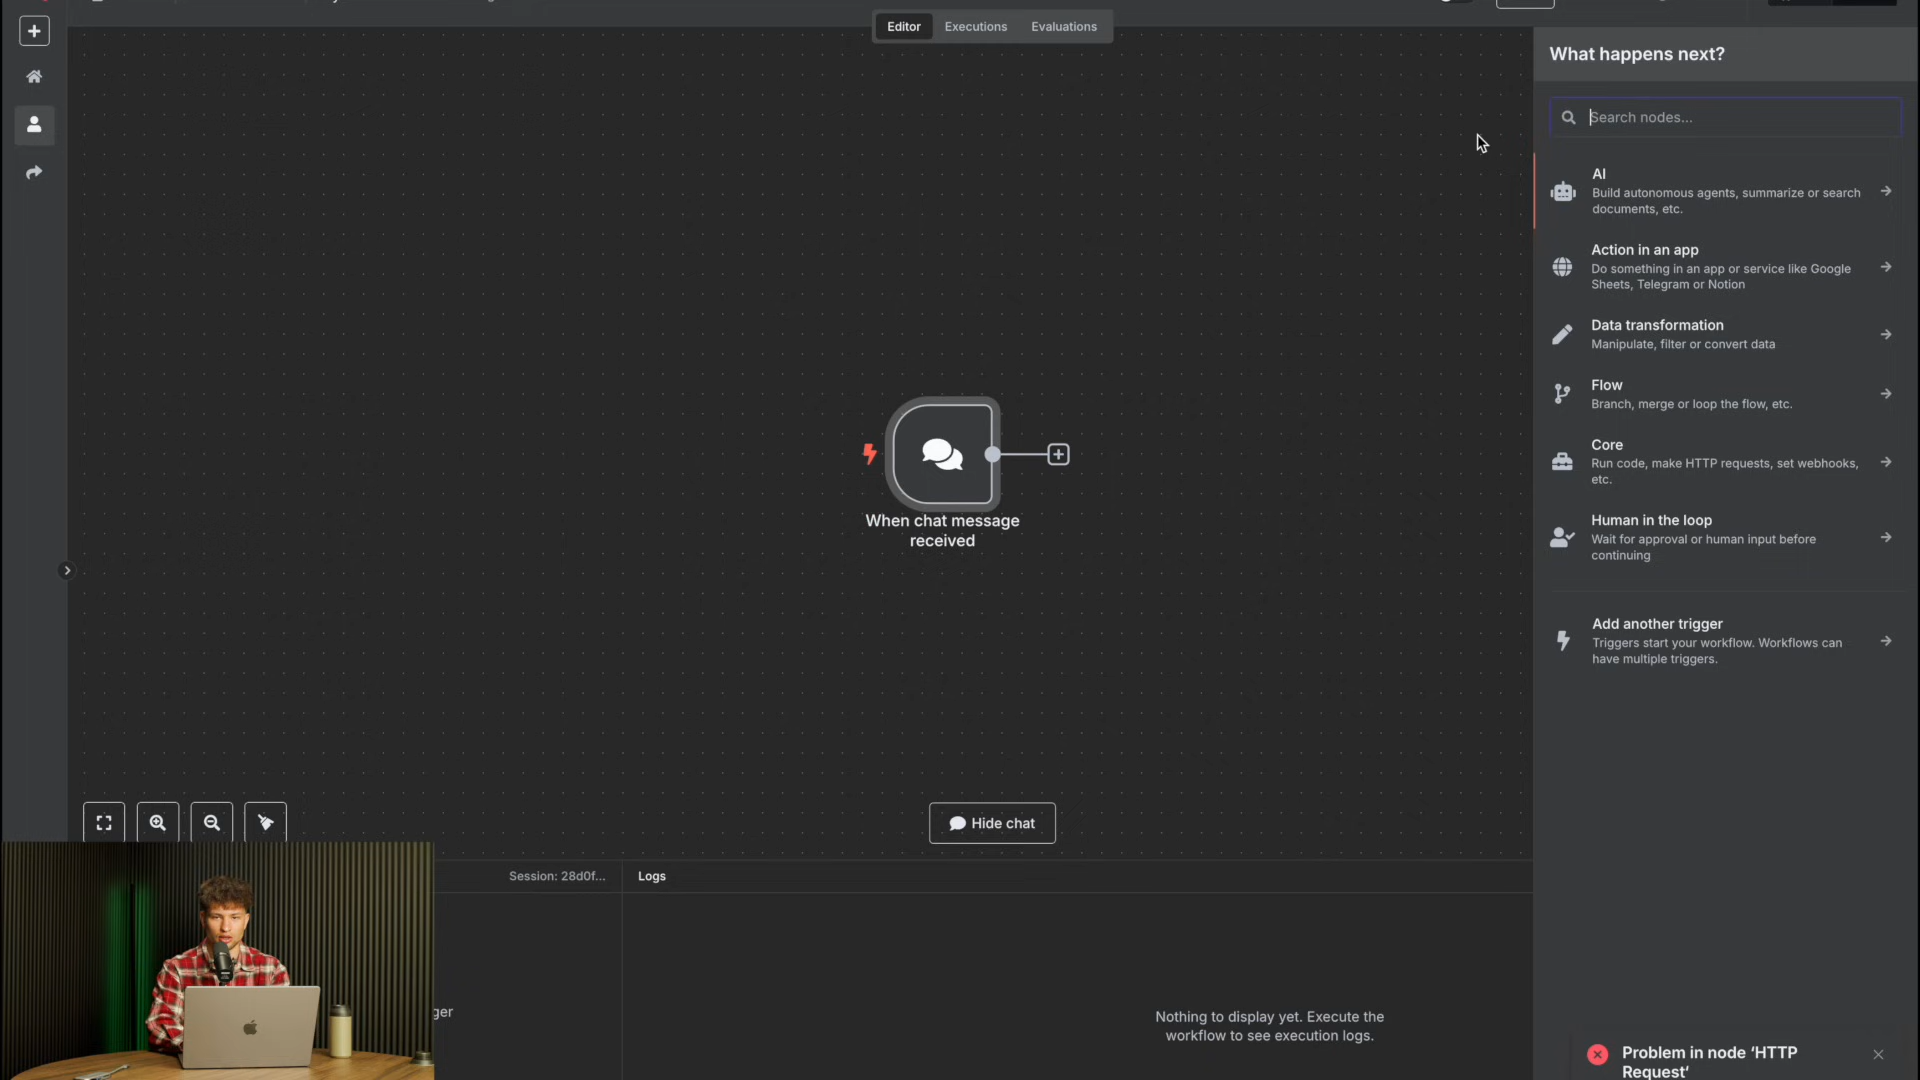 Editor Executions Evaluations
What happens next?
Search nodes...
AI
Build autonomous agents, summarize or search
documents, etc.
Action in an app
Do something in an app or service like Google
Sheets, Telegram or Notion
Data transformation
Manipulate, filter or convert data
Flow
Branch, merge or loop the flow, etc.
Core
Run code, make HTTP requests, set webhooks,
etc.
Human in the loop
Wait for approval or human input before
continuing
Add another trigger
Triggers start your workflow. Workflows can
have multiple triggers.
When chat message
received
Hide chat
Session: 28d0f...
Logs
ger
Nothing to display yet. Execute the
workflow to see execution logs.
Problem in node ‘HTTP
Request‘